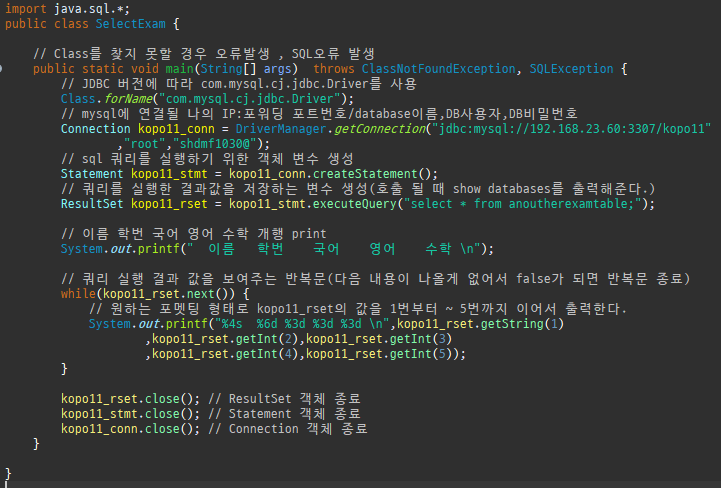 import java.sql.*;
public class SelectExam {
// Class를 찾지 못할 경우 오류발생 , SQL오류 발생
public static void main(String[] args)  throws ClassNotFoundException, SQLException {
// JDBC 버젼에 따라 com.mysql.cj.jdbc.Driver를 사용
Class.forName("com.mysql.cj.jdbc.Driver");
// mysql에 연결될 나의 IP:포워딩 포트번호/database이름,DB사용자,DB비밀번호
Connection kopo11_conn = DriverManager.getConnection("jdbc:mysql://192.168.23.60:3307/kopo11"
,"root","shdmf1030@");
// sql 쿼리를 실행하기 위한 객체 변수 생성
Statement kopo11_stmt = kopo11_conn.createStatement();
// 쿼리를 실행한 결과값을 저장하는 변수 생성(호출 될 때 show databases를 출력해준다.)
ResultSet kopo11_rset = kopo11_stmt.executeQuery("select * from anoutherexamtable;");
// 이름 학번 국어 영어 수학 개행 print
System.out.printf("  이름   학번    국어    영어    수학 \n");
// 쿼리 실행 결과 값을 보여주는 반복문(다음 내용이 나올게 없어서 false가 되면 반복문 종료)
while(kopo11_rset.next()) {
// 원하는 포멧팅 형태로 kopo11_rset의 값을 1번부터 ~ 5번까지 이어서 출력한다.
System.out.printf("%4s  %6d %3d %3d %3d \n",kopo11_rset.getString(1)
,kopo11_rset.getInt(2),kopo11_rset.getInt(3)
,kopo11_rset.getInt(4),kopo11_rset.getInt(5));
}
kopo11_rset.close(); // ResultSet 객체 종료
kopo11_stmt.close(); // Statement 객체 종료
kopo11_conn.close(); // Connection 객체 종료
}
}